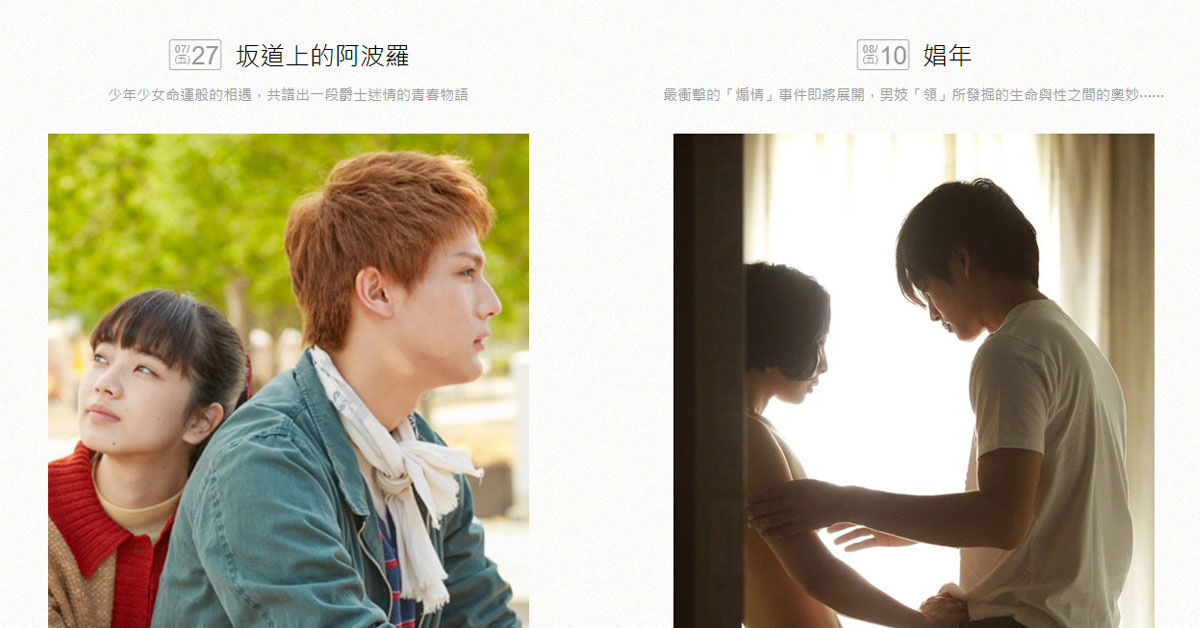 07/
(五)
27
坂道上的阿波羅
少年少女命運般的相遇，共譜出一段爵士迷情的青春物語
08/
(五)
10
娼年
最衝擊的「煽情」事件即將展開，男妓「領」所發掘的生命與性之間的奧妙……